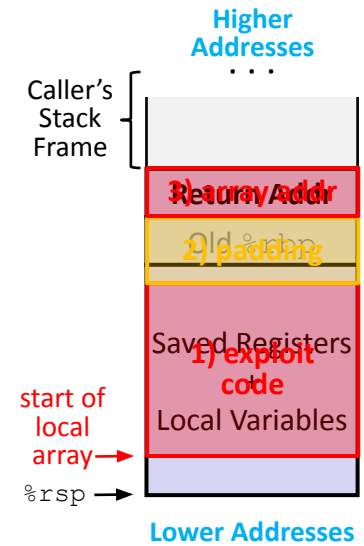 Higher
Addresses
. . .
Caller's
Stack
Frame
Return Addr
3) array addr
Old %rbp
2) padding
Saved Registers
1) exploit
+
code
Local Variables
start of
local
array
%rsp
Lower Addresses